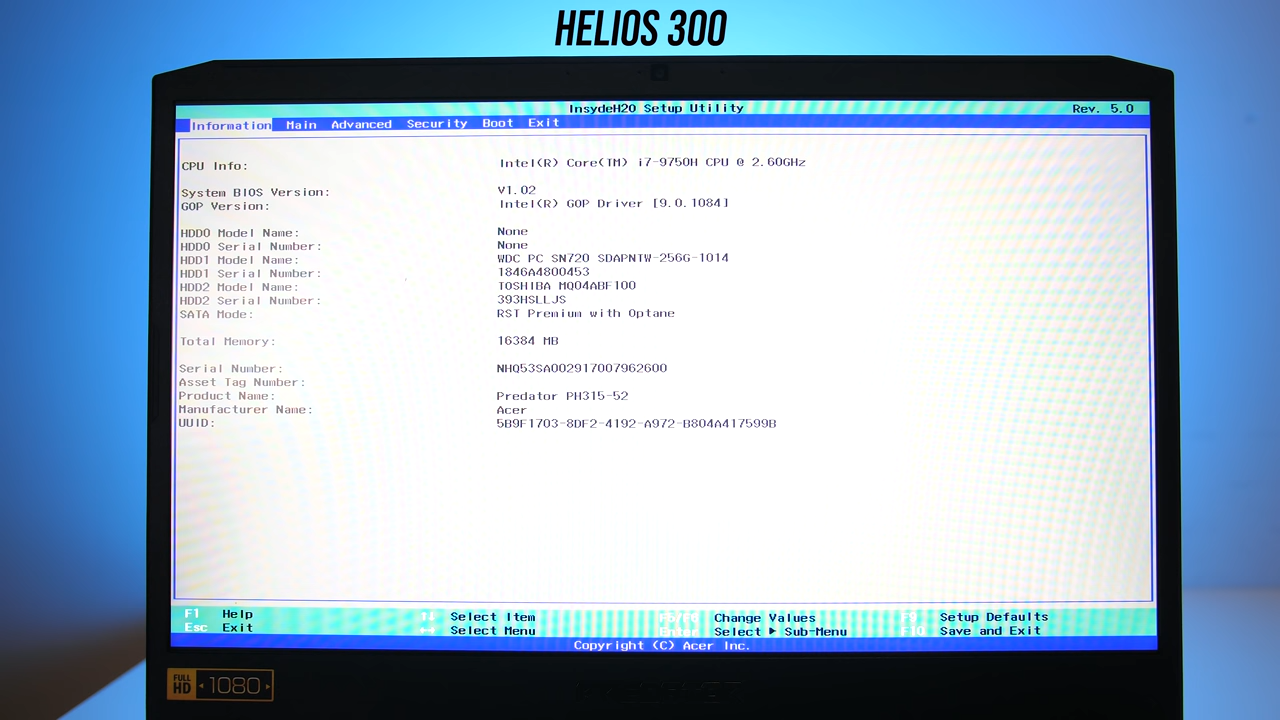 HELIOS 300
InsydeH20 Setup Utility Rev. 5.0
Information Main Advanced Security Boot Exit
CPU Info: Intel(R) Core(TM) i7-9750H CPU @ 2.60GHz
System BIOS Version: V1.02
GOP Version: Intel(R) GOP Driver [9.0.1084]
HDD0 Model Name: None
HDD0 Serial Number: None
HDD1 Model Name: WDC PC SN720 SDAPNTW-256G-1014
HDD1 Serial Number: 1846A4800453
HDD2 Model Name: TOSHIBA MQ04ABF100
HDD2 Serial Number: 393HSLLJS
SATA Mode: RST Premium with Optane
Total Memory: 16384 MB
Serial Number: NHQ53SA002917007962600
Asset Tag Number:
Product Name: Predator PH315-52
Manufacturer Name: Acer
UUID: 5B9F1703-8DF2-4192-A972-B804A417599B
F1 Help ↑↓ Select Item F5/F6 Change Values F9 Setup Defaults
Esc Exit ←→ Select Menu Enter Select ▶ Sub-Menu F10 Save and Exit
Copyright (C) Acer Inc.
FULL HD 1080